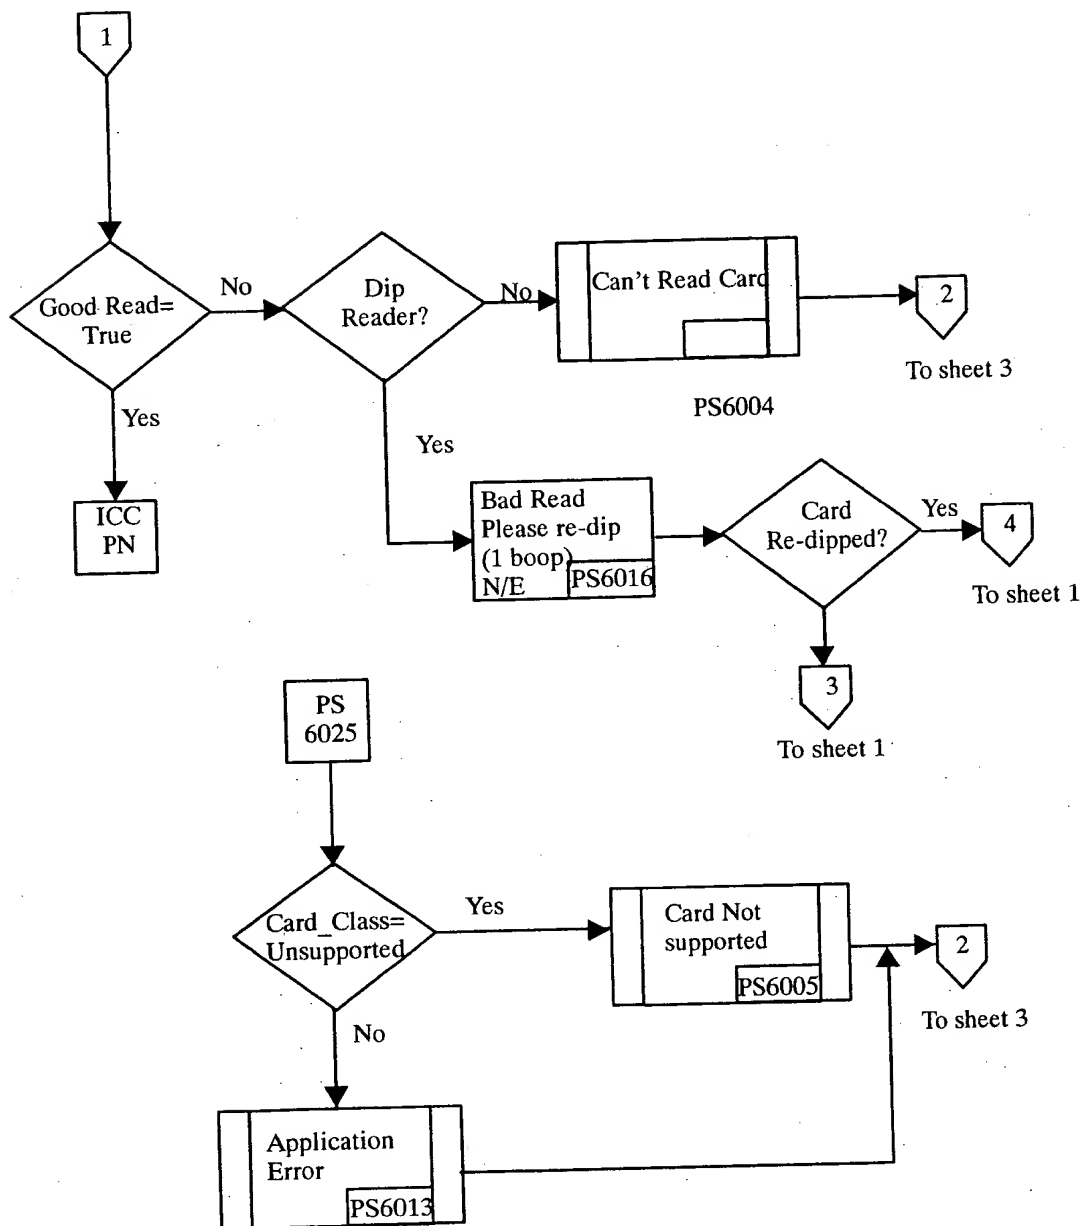 1
Good Read=
True
No
Yes
ICC
PN
Dip
Reader?
No
Yes
Can't Read Card
PS6004
2
To sheet 3
Bad Read
Please re-dip
(1 boop)
N/E
PS6016
Card
Re-dipped?
Yes
4
To sheet 1
3
To sheet 1
PS
6025
Card_Class=
Unsupported
Yes
No
Card Not
supported
PS6005
2
To sheet 3
Application
Error
PS6013